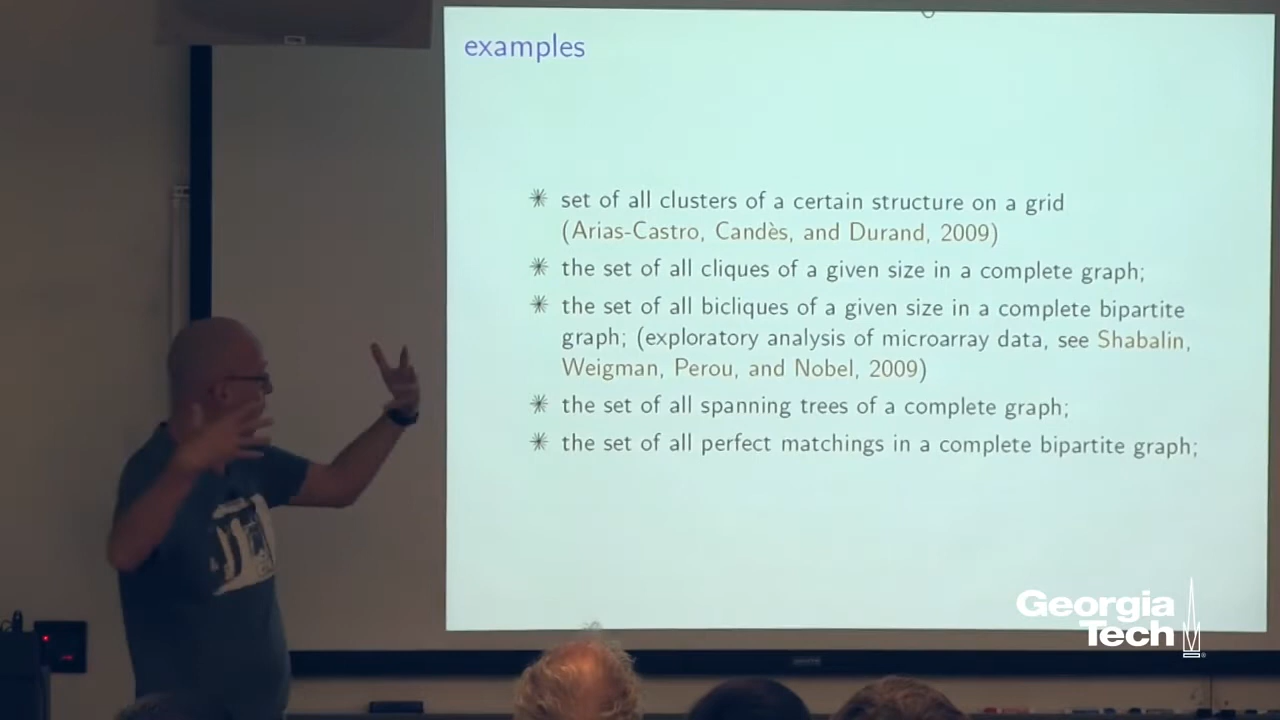 examples
✳ set of all clusters of a certain structure on a grid
(Arias-Castro, Candès, and Durand, 2009)
✳ the set of all cliques of a given size in a complete graph;
✳ the set of all bicliques of a given size in a complete bipartite
graph; (exploratory analysis of microarray data, see Shabalin,
Weigman, Perou, and Nobel, 2009)
✳ the set of all spanning trees of a complete graph;
✳ the set of all perfect matchings in a complete bipartite graph;
Georgia
Tech